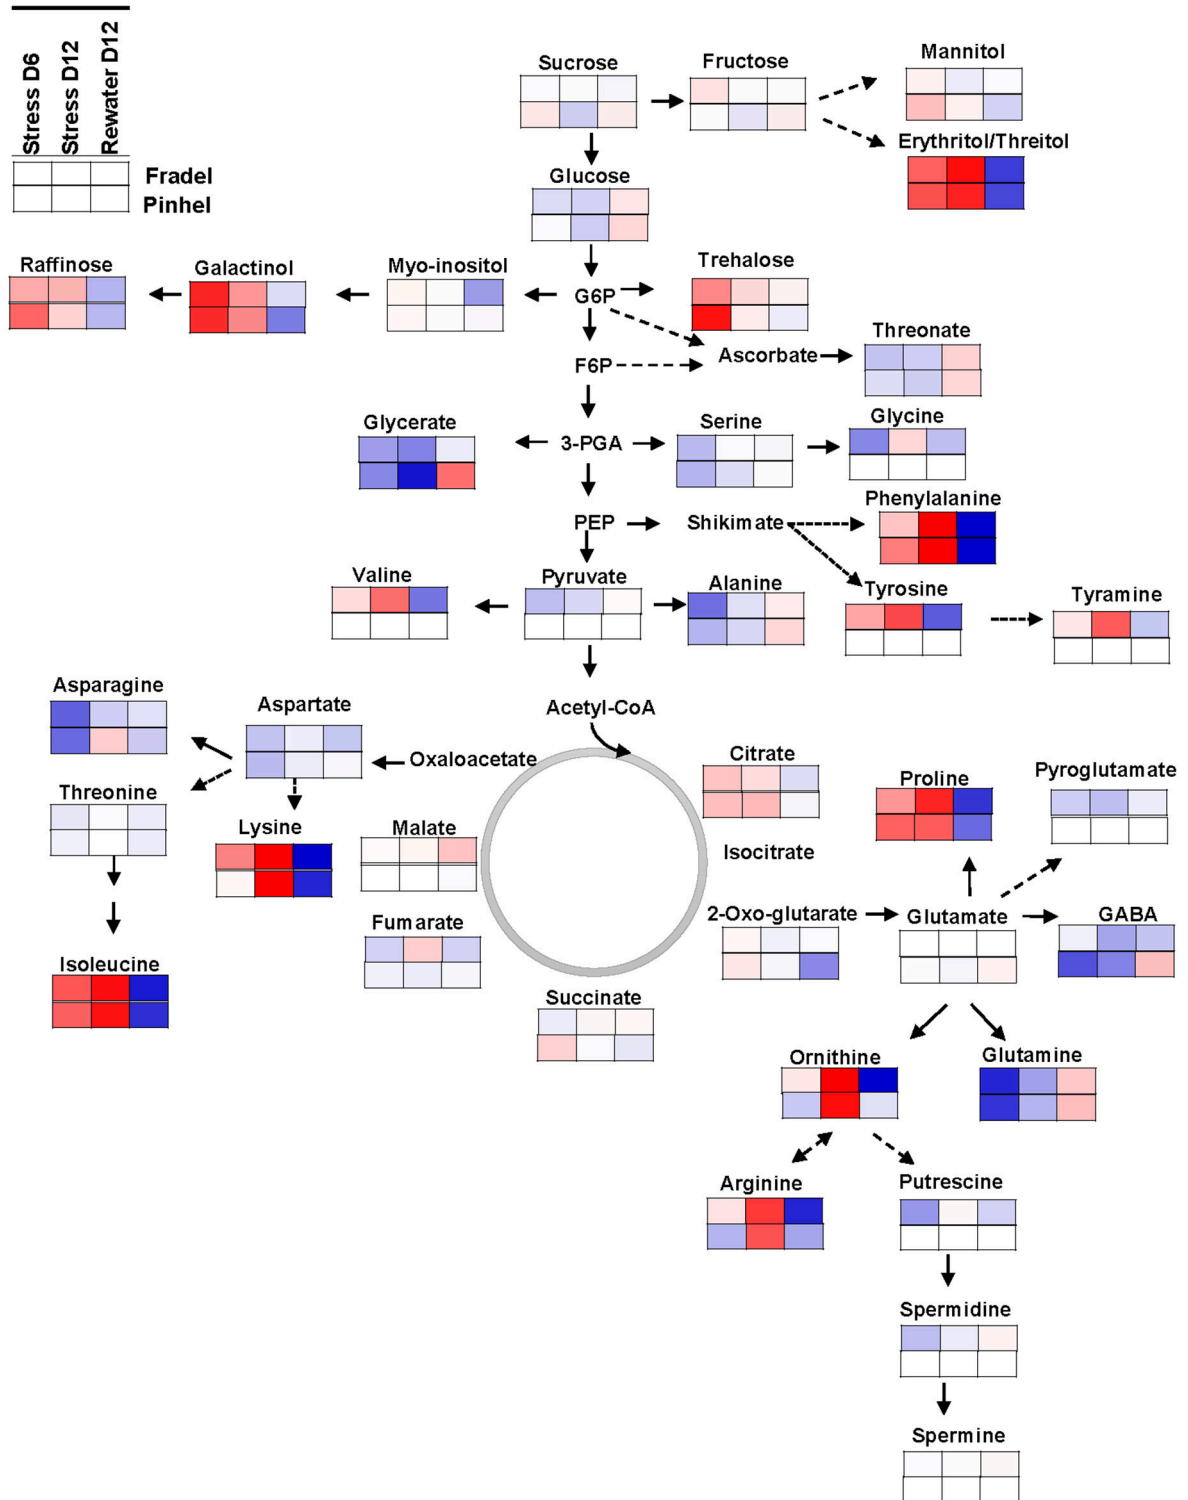 Stress D6
Stress D12
Rewater D12
Fradel
Pinhel
Sucrose
Fructose
Mannitol
Erythritol/Threitol
Glucose
Raffinose
Galactinol
Myo-inositol
G6P
Trehalose
Threonate
Ascorbate
F6P
Glycerate
3-PGA
Serine
Glycine
Phenylalanine
PEP
Shikimate
Valine
Pyruvate
Alanine
Tyrosine
Tyramine
Asparagine
Aspartate
Acetyl-CoA
Oxaloacetate
Citrate
Proline
Pyroglutamate
Threonine
Lysine
Malate
Isocitrate
Fumarate
2-Oxo-glutarate
Glutamate
GABA
Isoleucine
Succinate
Ornithine
Glutamine
Arginine
Putrescine
Spermidine
Spermine